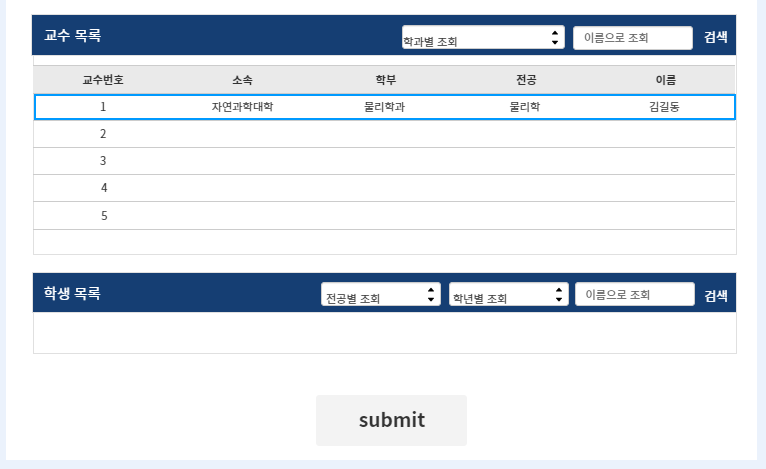 교수 목록 학과별 조회 이름으로 조회 검색
교수번호 소속 학부 전공 이름
1 자연과학대학 물리학과 물리학 김길동
2
3
4
5
학생 목록 전공별 조회 학년별 조회 이름으로 조회 검색
submit